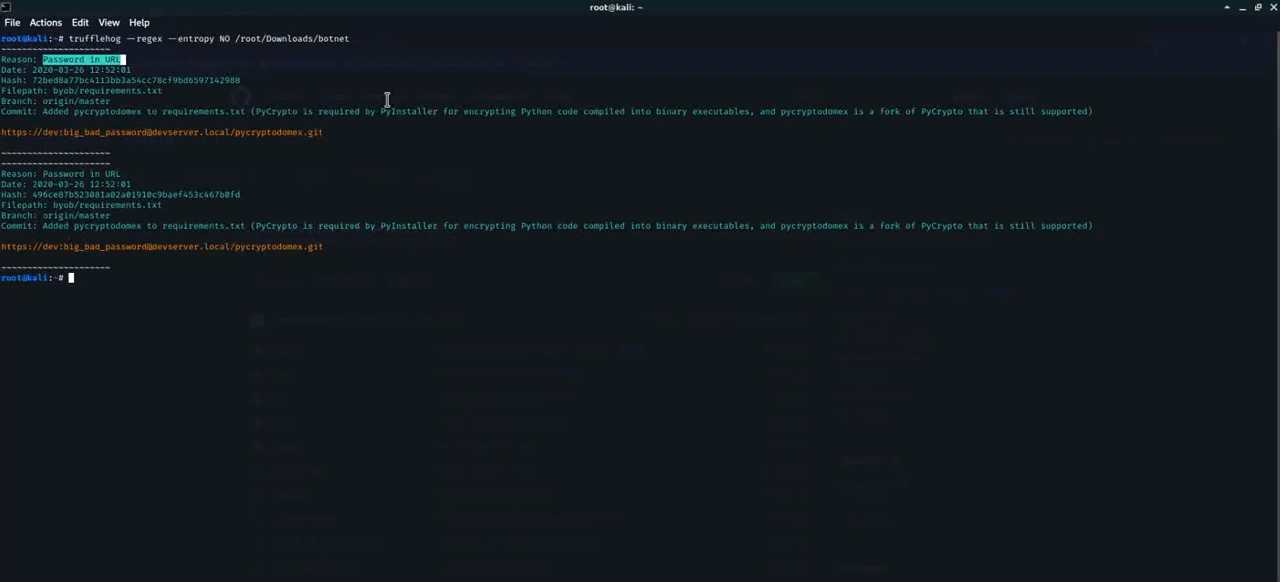 root@kali: ~
File Actions Edit View Help
root@kali:~# trufflehog --regex --entropy NO /root/Downloads/botnet
~~~~~~~~~~~~~~~~~~~~~
Reason: Password in URL
Date: 2020-03-26 12:52:01
Hash: 72bed8a77bc4113bb3a54cc78cf9bd6597142988
Filepath: byob/requirements.txt
Branch: origin/master
Commit: Added pycryptodomex to requirements.txt (PyCrypto is required by PyInstaller for encrypting Python code compiled into binary executables, and pycryptodomex is a fork of PyCrypto that is still supported)
https://dev:big_bad_password@devserver.local/pycryptodomex.git
~~~~~~~~~~~~~~~~~~~~~
~~~~~~~~~~~~~~~~~~~~~
Reason: Password in URL
Date: 2020-03-26 12:52:01
Hash: 496ce87b523081a02a01910c9baef453c467b0fd
Filepath: byob/requirements.txt
Branch: origin/master
Commit: Added pycryptodomex to requirements.txt (PyCrypto is required by PyInstaller for encrypting Python code compiled into binary executables, and pycryptodomex is a fork of PyCrypto that is still supported)
https://dev:big_bad_password@devserver.local/pycryptodomex.git
~~~~~~~~~~~~~~~~~~~~~
root@kali:~#